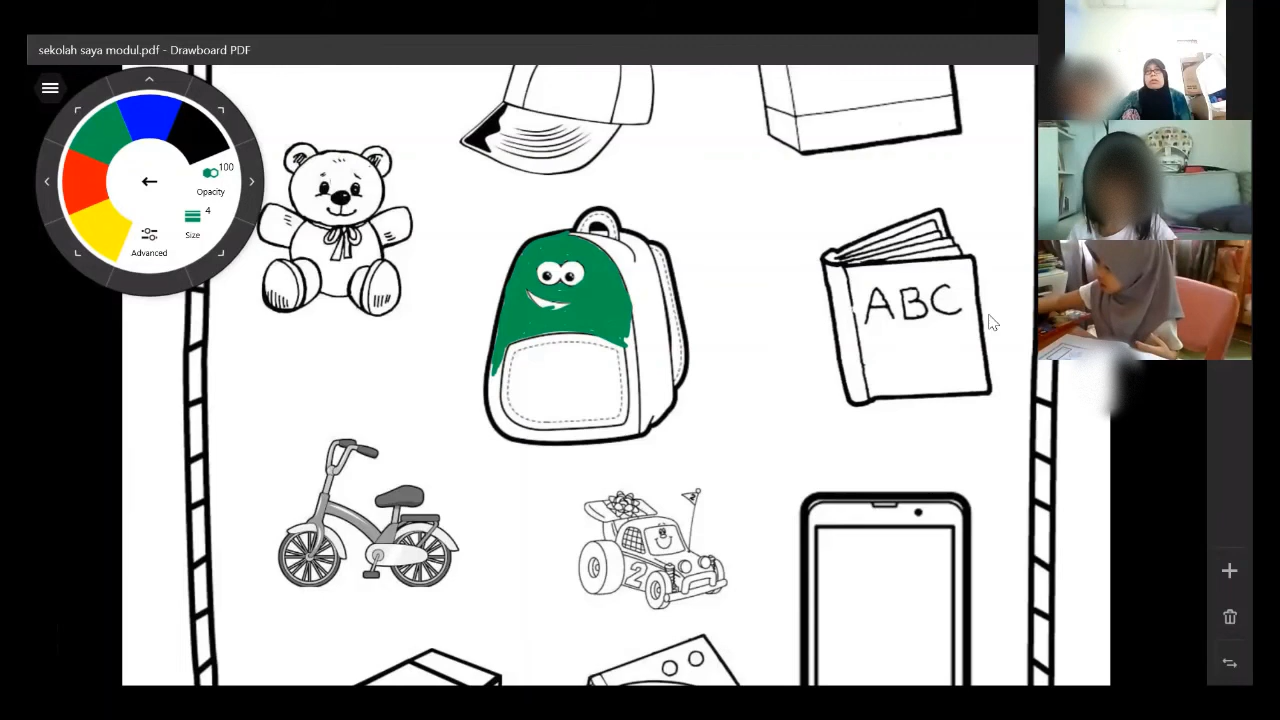 sekolah saya modul.pdf - Drawboard PDF
100
Opacity
4
Size
Advanced
ABC
2